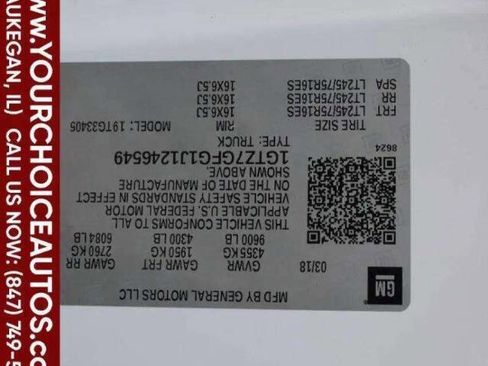 MFD BY GENERAL MOTORS LLC
GM
03/18
GVWR GAWR FRT GAWR RR
4355 KG 1950 KG 2760 KG
9600 LB 4300 LB 6084 LB
THIS VEHICLE CONFORMS TO ALL
APPLICABLE U.S. FEDERAL MOTOR
VEHICLE SAFETY STANDARDS IN EFFECT
ON THE DATE OF MANUFACTURE
SHOWN ABOVE.
1GTZ7GFG1J1246549
TYPE: TRUCK
MODEL: 19TG33405
8624
TIRE SIZE RIM
FRT LT245/75R16ES 16X6.5J
RR LT245/75R16ES 16X6.5J
SPA LT245/75R16ES 16X6.5J
www.YOURCHOICEAUTOS.co
AUKEGAN, IL) CALL US NOW: (847) 749-5